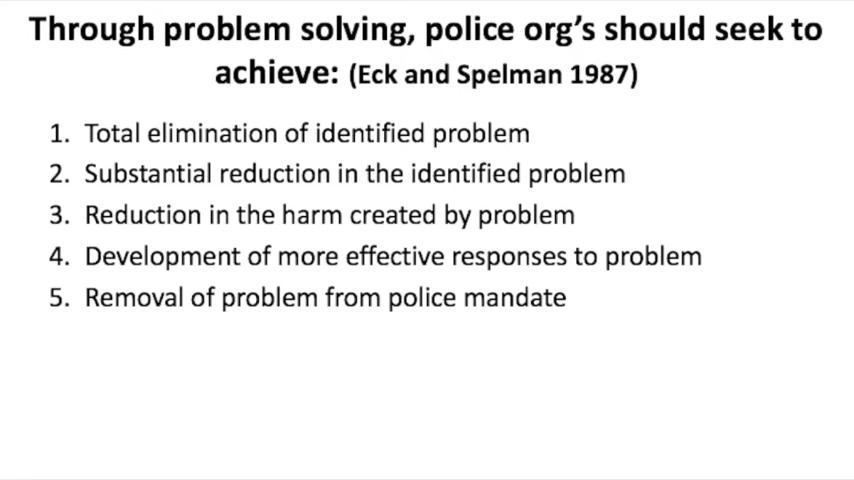 Through problem solving, police org's should seek to
achieve: (Eck and Spelman 1987)
1. Total elimination of identified problem
2. Substantial reduction in the identified problem
3. Reduction in the harm created by problem
4. Development of more effective responses to problem
5. Removal of problem from police mandate